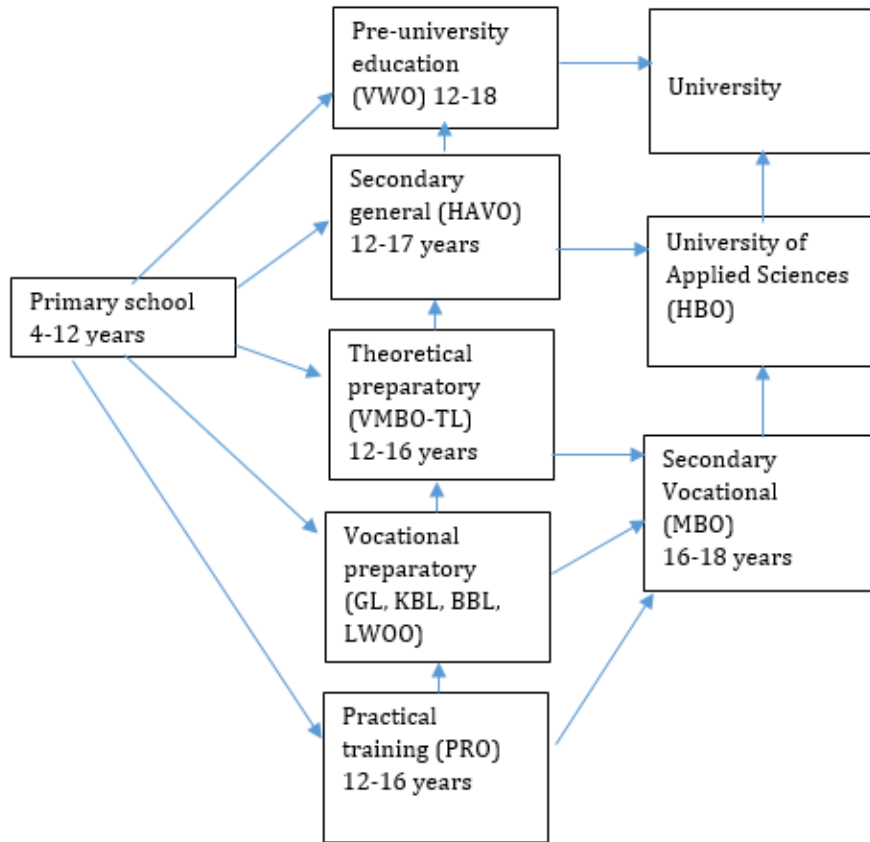 Primary school
4-12 years
Pre-university
education
(VWO) 12-18
Secondary
general (HAVO)
12-17 years
Theoretical
preparatory
(VMBO-TL)
12-16 years
Vocational
preparatory
(GL, KBL, BBL,
LWOO)
Practical
training (PRO)
12-16 years
University
University of
Applied Sciences
(HBO)
Secondary
Vocational
(MBO)
16-18 years